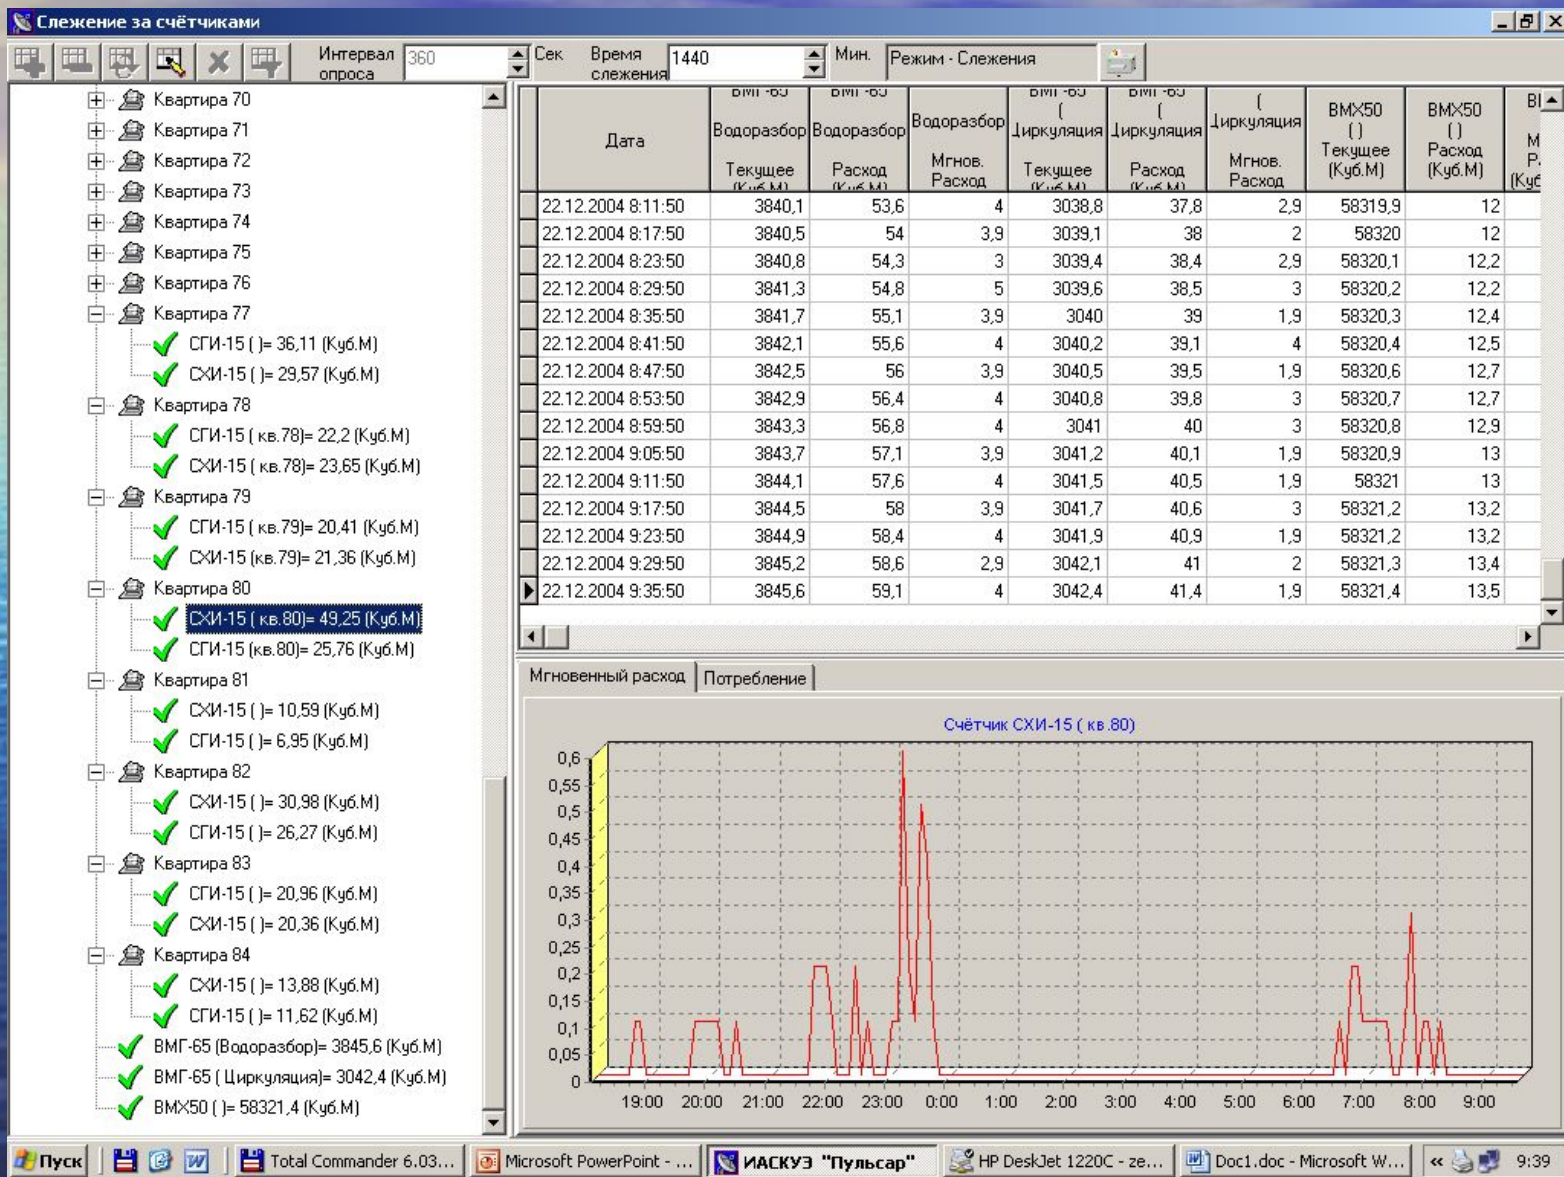 Слежение за счётчиками
Интервал опроса 360 Сек Время слежения 1440 Мин. Режим - Слежения
Квартира 70
Квартира 71
Квартира 72
Квартира 73
Квартира 74
Квартира 75
Квартира 76
Квартира 77
СГИ-15 ( )= 36,11 (Куб.М)
СХИ-15 ( )= 29,57 (Куб.М)
Квартира 78
СГИ-15 ( кв.78)= 22,2 (Куб.М)
СХИ-15 ( кв.78)= 23,65 (Куб.М)
Квартира 79
СГИ-15 ( кв.79)= 20,41 (Куб.М)
СХИ-15 (кв.79)= 21,36 (Куб.М)
Квартира 80
СХИ-15 ( кв.80)= 49,25 (Куб.М)
СГИ-15 (кв.80)= 25,76 (Куб.М)
Квартира 81
СХИ-15 ( )= 10,59 (Куб.М)
СГИ-15 ( )= 6,95 (Куб.М)
Квартира 82
СХИ-15 ( )= 30,98 (Куб.М)
СГИ-15 ( )= 26,27 (Куб.М)
Квартира 83
СГИ-15 ( )= 20,96 (Куб.М)
СХИ-15 ( )= 20,36 (Куб.М)
Квартира 84
СХИ-15 ( )= 13,88 (Куб.М)
СГИ-15 ( )= 11,62 (Куб.М)
ВМГ-65 (Водоразбор)= 3845,6 (Куб.М)
ВМГ-65 ( Циркуляция)= 3042,4 (Куб.М)
ВМХ50 ( )= 58321,4 (Куб.М)
Дата
ВМГ-65 Водоразбор Текущее (Куб.М)
ВМГ-65 Водоразбор Расход (Куб.М)
Водоразбор Мгнов. Расход
ВМГ-65 ( Циркуляция Текущее (Куб.М)
ВМГ-65 ( Циркуляция Расход (Куб.М)
( Циркуляция Мгнов. Расход
ВМХ50 ( ) Текущее (Куб.М)
ВМХ50 ( ) Расход (Куб.М)
22.12.2004 8:11:50 3840,1 53,6 4 3038,8 37,8 2,9 58319,9 12
22.12.2004 8:17:50 3840,5 54 3,9 3039,1 38 2 58320 12
22.12.2004 8:23:50 3840,8 54,3 3 3039,4 38,4 2,9 58320,1 12,2
22.12.2004 8:29:50 3841,3 54,8 5 3039,6 38,5 3 58320,2 12,2
22.12.2004 8:35:50 3841,7 55,1 3,9 3040 39 1,9 58320,3 12,4
22.12.2004 8:41:50 3842,1 55,6 4 3040,2 39,1 4 58320,4 12,5
22.12.2004 8:47:50 3842,5 56 3,9 3040,5 39,5 1,9 58320,6 12,7
22.12.2004 8:53:50 3842,9 56,4 4 3040,8 39,8 3 58320,7 12,7
22.12.2004 8:59:50 3843,3 56,8 4 3041 40 3 58320,8 12,9
22.12.2004 9:05:50 3843,7 57,1 3,9 3041,2 40,1 1,9 58320,9 13
22.12.2004 9:11:50 3844,1 57,6 4 3041,5 40,5 1,9 58321 13
22.12.2004 9:17:50 3844,5 58 3,9 3041,7 40,6 3 58321,2 13,2
22.12.2004 9:23:50 3844,9 58,4 4 3041,9 40,9 1,9 58321,2 13,2
22.12.2004 9:29:50 3845,2 58,6 2,9 3042,1 41 2 58321,3 13,4
22.12.2004 9:35:50 3845,6 59,1 4 3042,4 41,4 1,9 58321,4 13,5
Мгновенный расход Потребление
Счётчик СХИ-15 ( кв.80)
0,6
0,55
0,5
0,45
0,4
0,35
0,3
0,25
0,2
0,15
0,1
0,05
0
19:00 20:00 21:00 22:00 23:00 0:00 1:00 2:00 3:00 4:00 5:00 6:00 7:00 8:00 9:00
Пуск Total Commander 6.03... Microsoft PowerPoint - ... ИАСКУЭ "Пульсар" HP DeskJet 1220C - ze... Doc1.doc - Microsoft W... « 9:39